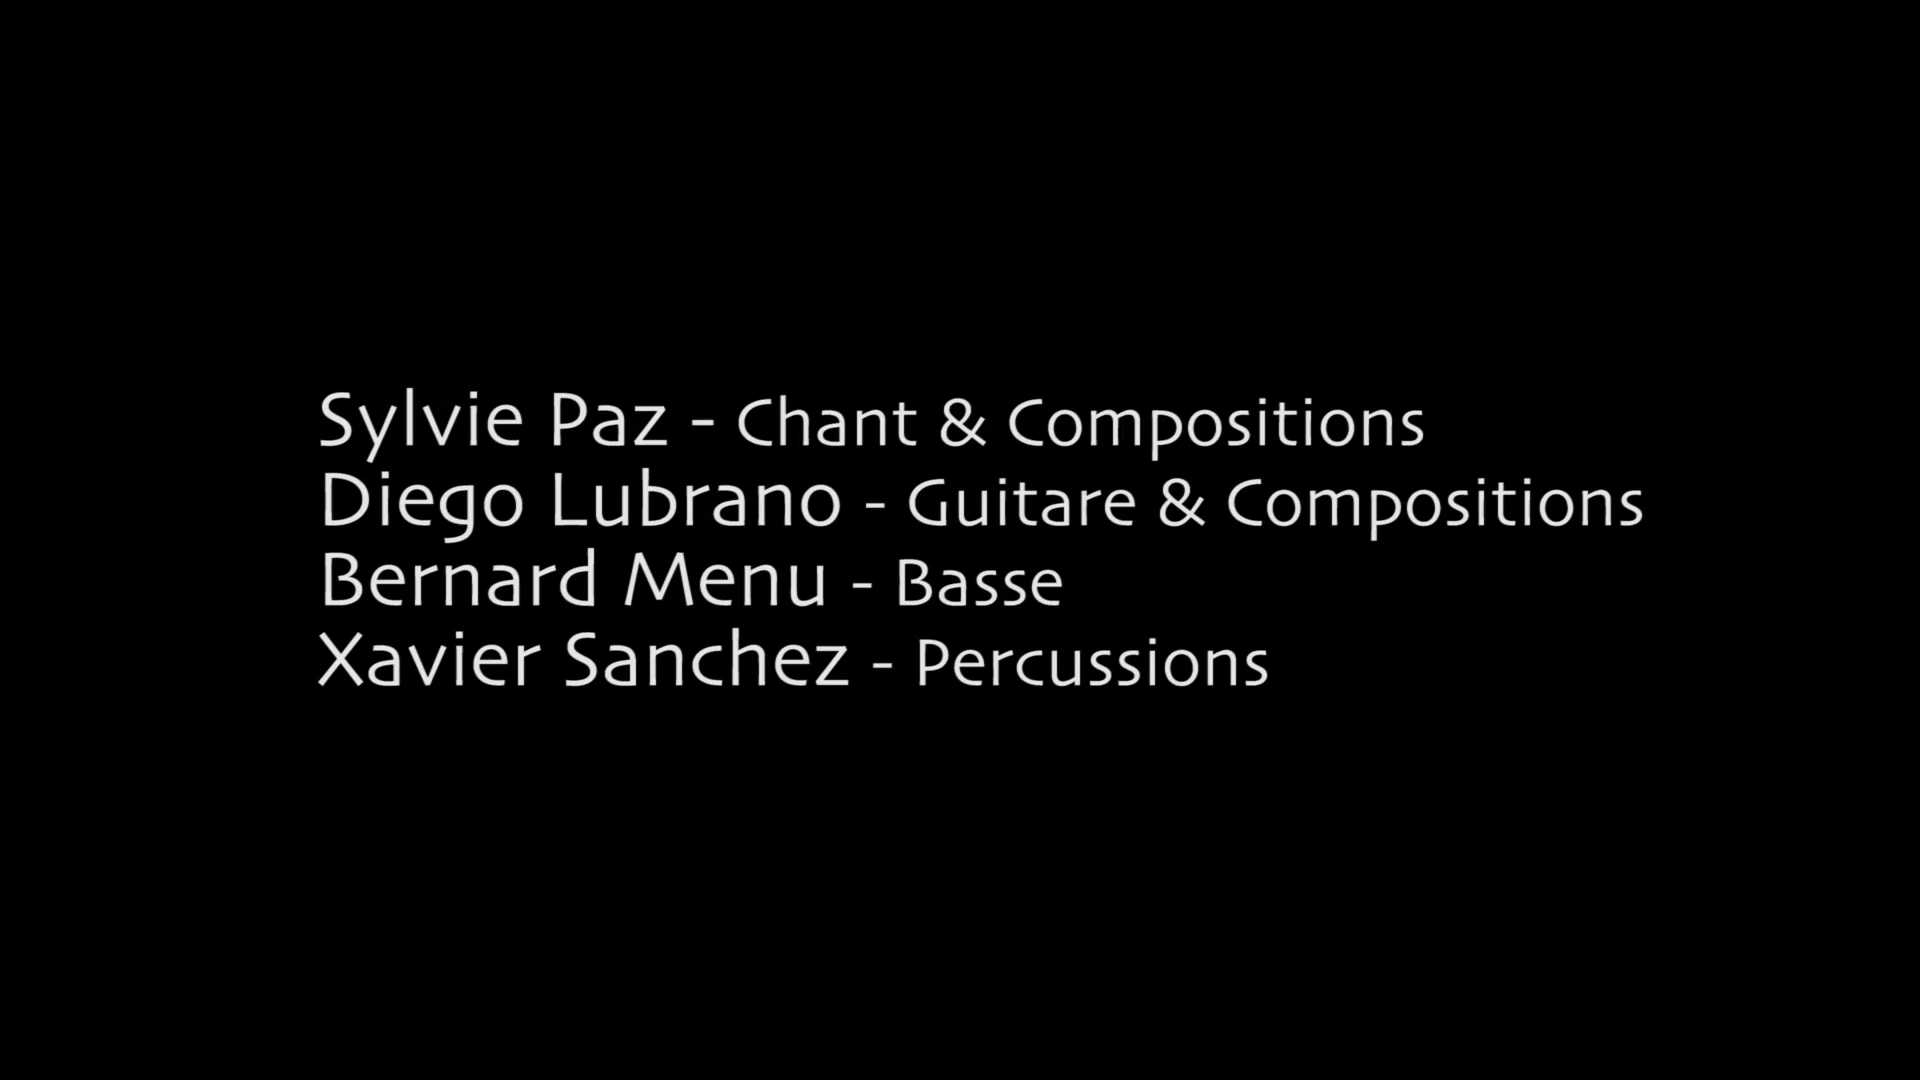 Sylvie Paz - Chant & Compositions
Diego Lubrano - Guitare & Compositions
Bernard Menu - Basse
Xavier Sanchez - Percussions